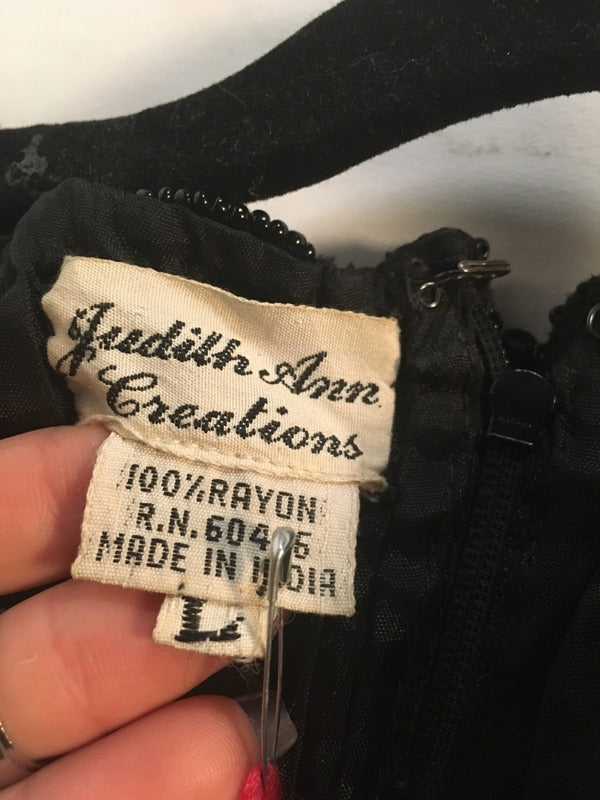 Judith Ann
Creations
100% RAYON
R.N.
MADE IN INDIA
L